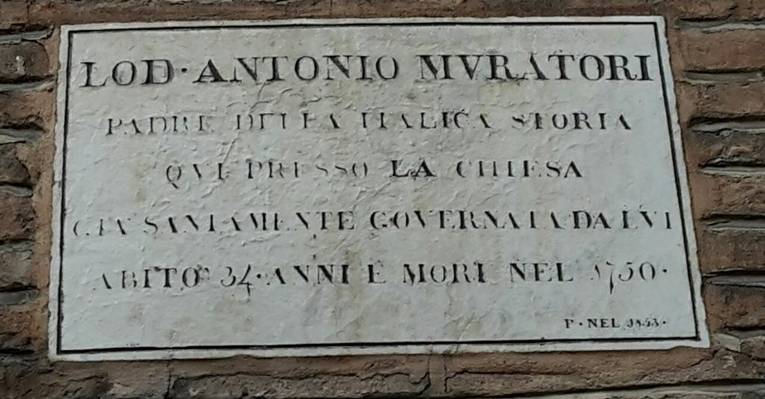 LOD·ANTONIO MVRATORI
PADRE DELLA ITALICA STORIA
QVI PRESSO LA CHIESA
GIA SANTAMENTE GOVERNATA DA LVI
ABITO 34·ANNI E MORI NEL 1750·
P·NEL 1853·